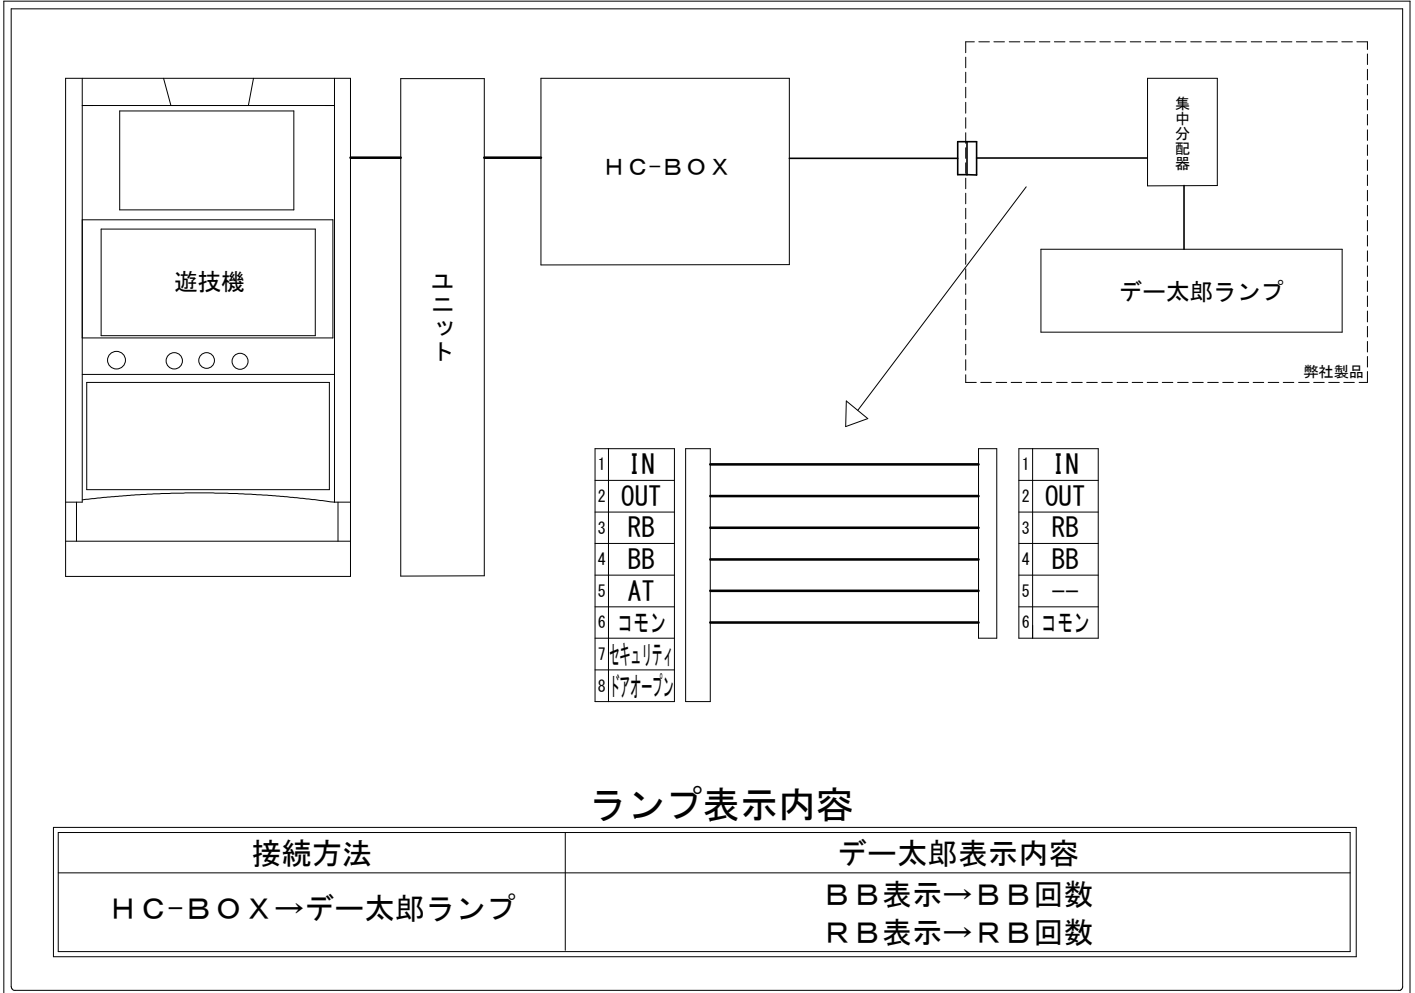 集中分配器
HC-BOX
遊技機
ユニット
デー太郎ランプ
弊社製品
1 IN
2 OUT
3 RB
4 BB
5 AT
6 コモン
7 セキュリティ
8 ドアオープン
1 IN
2 OUT
3 RB
4 BB
5 --
6 コモン
ランプ表示内容
接続方法 デー太郎表示内容
HC-BOX→デー太郎ランプ
BB表示→BB回数
RB表示→RB回数